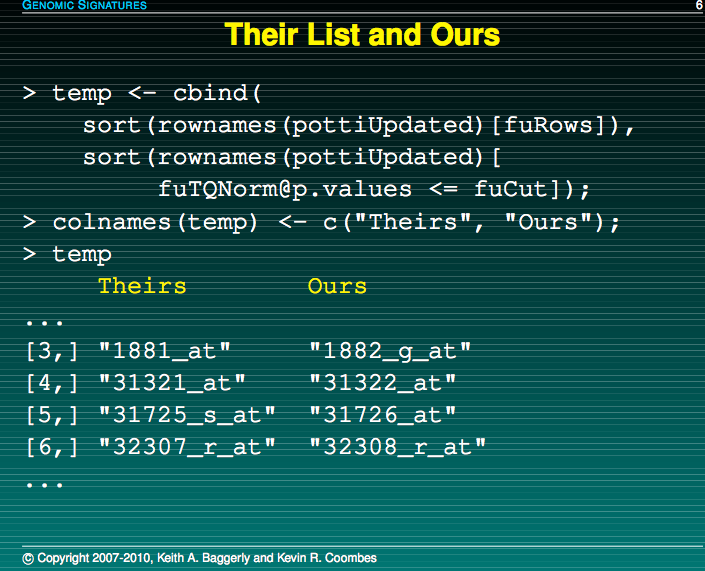 GENOMIC SIGNATURES 6
Their List and Ours
> temp <- cbind(
sort(rownames(pottiUpdated)[fuRows]),
sort(rownames(pottiUpdated)[
fuTQNorm@p.values <= fuCut]);
> colnames(temp) <- c("Theirs", "Ours");
> temp
Theirs Ours
...
[3,] "1881_at" "1882_g_at"
[4,] "31321_at" "31322_at"
[5,] "31725_s_at" "31726_at"
[6,] "32307_r_at" "32308_r_at"
...
© Copyright 2007-2010, Keith A. Baggerly and Kevin R. Coombes